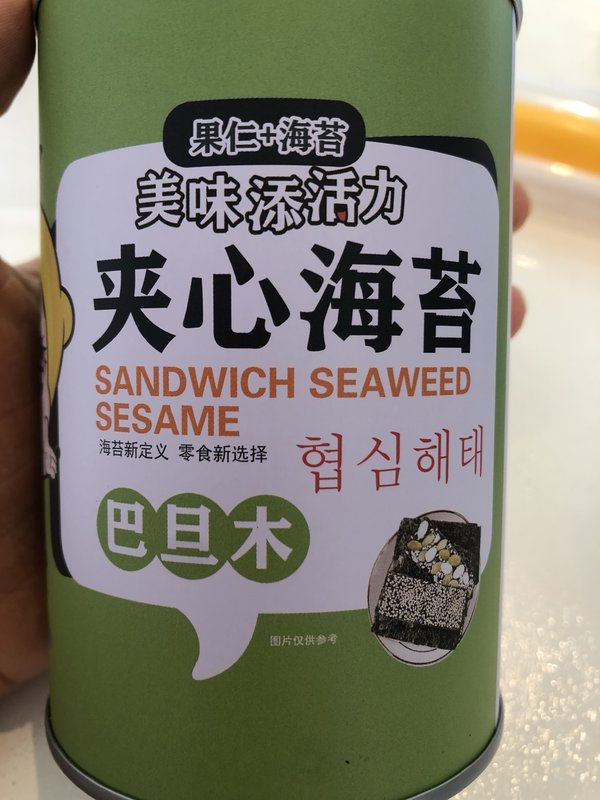 果仁+海苔
美味添活力
夹心海苔
SANDWICH SEAWEED
SESAME
海苔新定义 零食新选择
협심해태
巴旦木
图片仅供参考